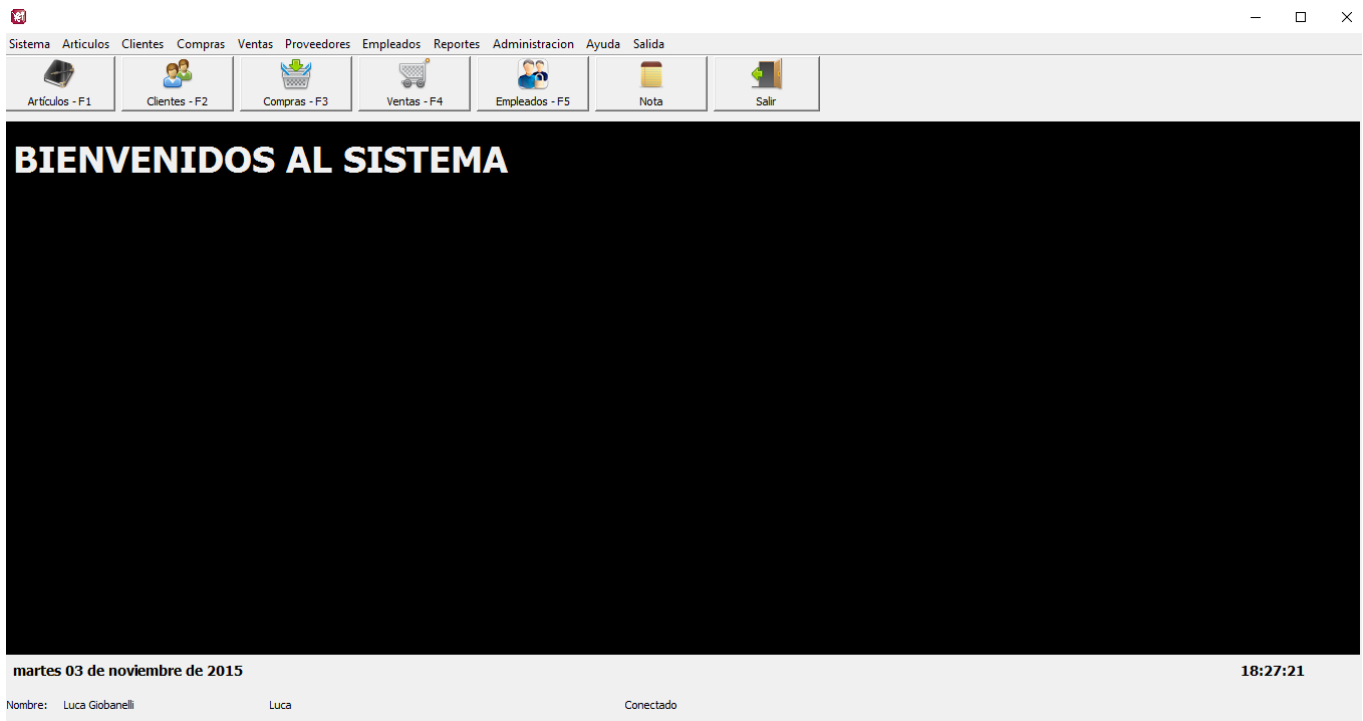 Sistema Articulos Clientes Compras Ventas Proveedores Empleados Reportes Administracion Ayuda Salida
Artículos - F1 Clientes - F2 Compras - F3 Ventas - F4 Empleados - F5 Nota Salir
BIENVENIDOS AL SISTEMA
martes 03 de noviembre de 2015 18:27:21
Nombre: Luca Giobanelli Luca Conectado